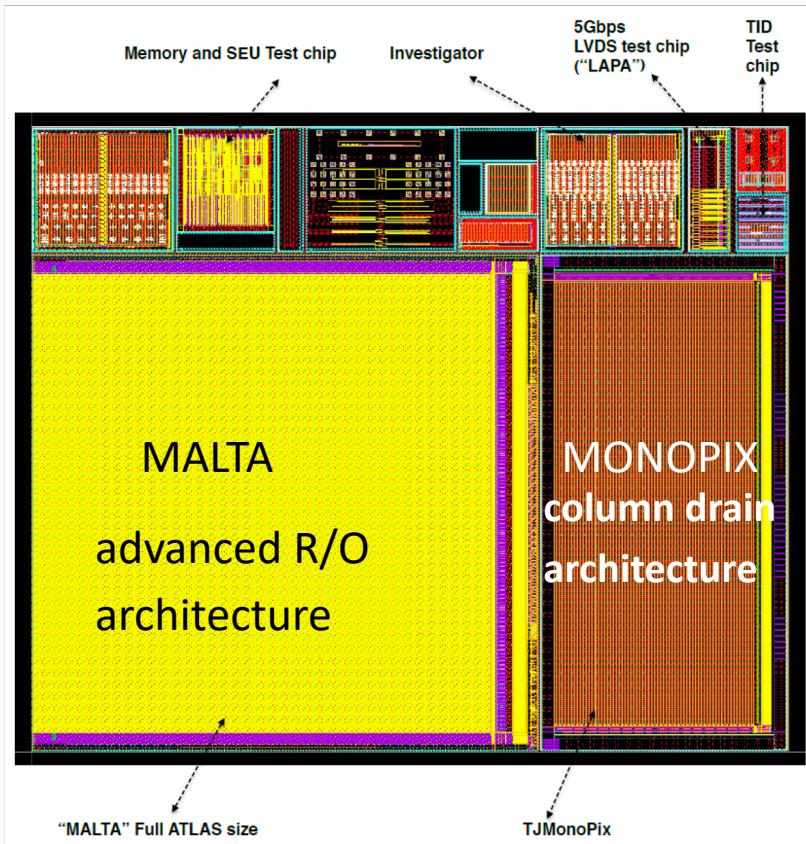 Memory and SEU Test chip
Investigator
5Gbps
LVDS test chip
("LAPA")
TID
Test
chip
MALTA
advanced R/O
architecture
MONOPIX
column drain
architecture
"MALTA" Full ATLAS size
TJMonoPix